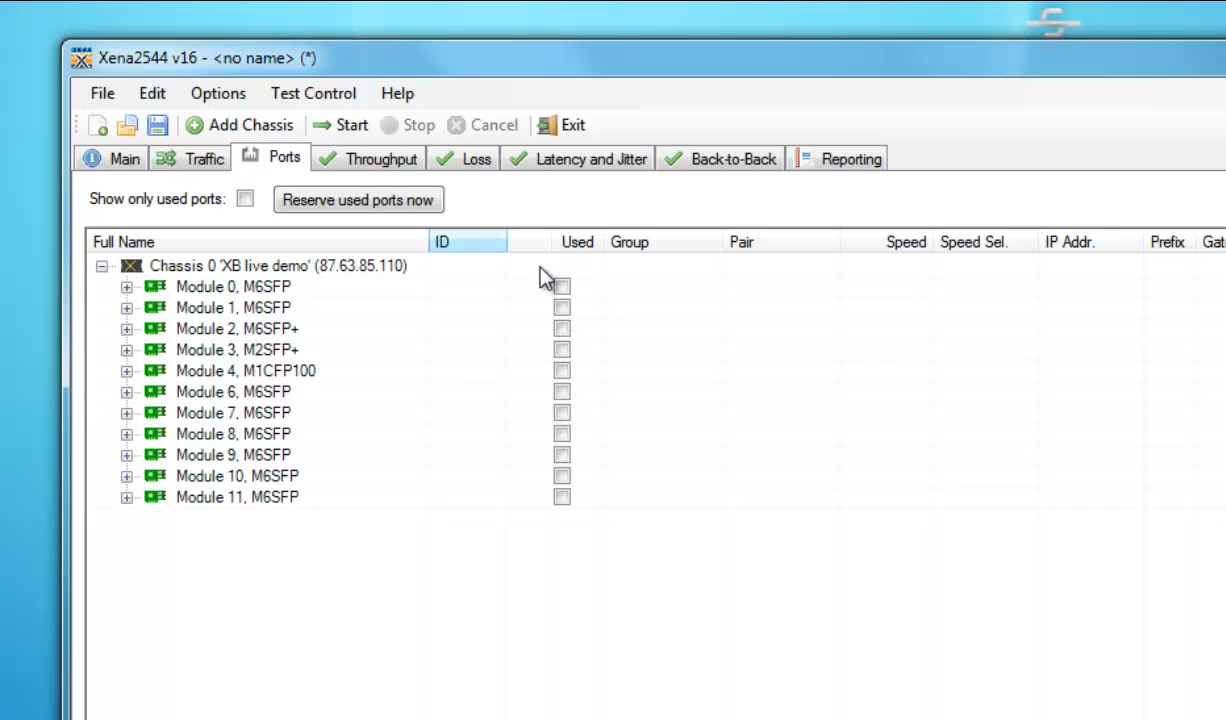 Xena2544 v16 - <no name> (*)
File Edit Options Test Control Help
Add Chassis Start Stop Cancel Exit
Main Traffic Ports Throughput Loss Latency and Jitter Back-to-Back Reporting
Show only used ports: Reserve used ports now
Full Name ID Used Group Pair Speed Speed Sel. IP Addr. Prefix
Chassis 0 'XB live demo' (87.63.85.110)
Module 0, M6SFP
Module 1, M6SFP
Module 2, M6SFP+
Module 3, M2SFP+
Module 4, M1CFP100
Module 6, M6SFP
Module 7, M6SFP
Module 8, M6SFP
Module 9, M6SFP
Module 10, M6SFP
Module 11, M6SFP